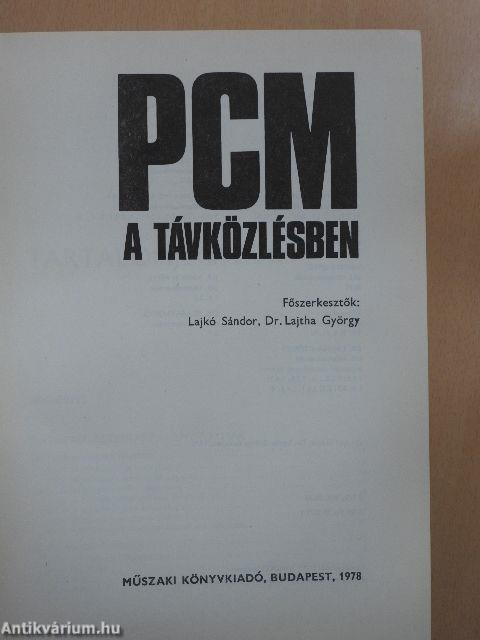 PCM
A TÁVKÖZLÉSBEN
Főszerkesztők:
Lajkó Sándor, Dr. Lajtha György
MŰSZAKI KÖNYVKIADÓ, BUDAPEST, 1978
Antikvárium.hu